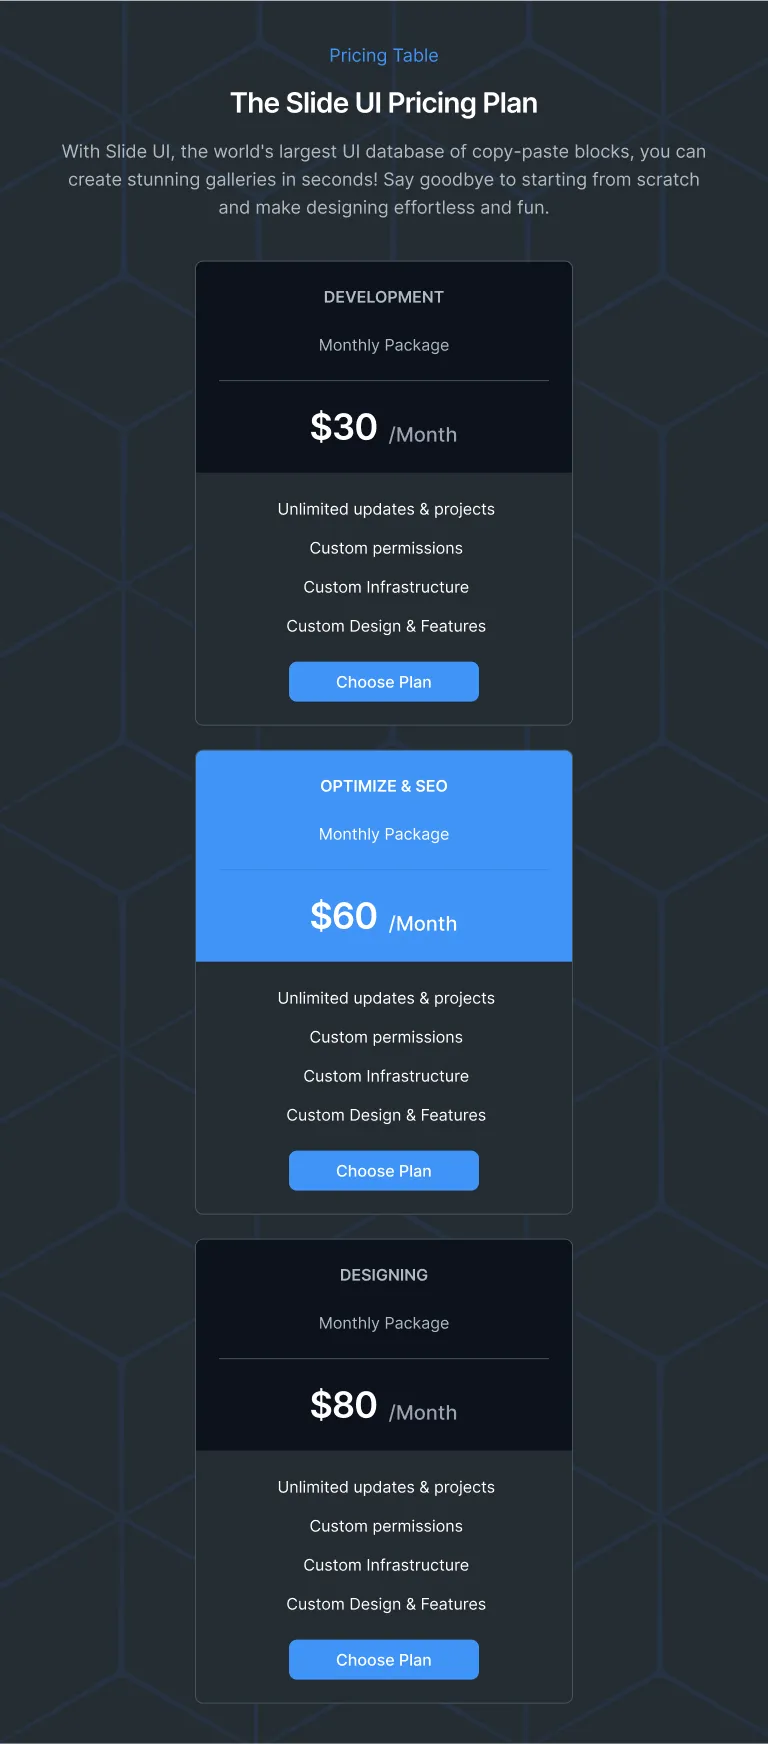 Pricing Table
The Slide UI Pricing Plan
With Slide UI, the world's largest UI database of copy-paste blocks, you can
create stunning galleries in seconds! Say goodbye to starting from scratch
and make designing effortless and fun.
DEVELOPMENT
Monthly Package
$30 /Month
Unlimited updates & projects
Custom permissions
Custom Infrastructure
Custom Design & Features
Choose Plan
OPTIMIZE & SEO
Monthly Package
$60 /Month
Unlimited updates & projects
Custom permissions
Custom Infrastructure
Custom Design & Features
Choose Plan
DESIGNING
Monthly Package
$80 /Month
Unlimited updates & projects
Custom permissions
Custom Infrastructure
Custom Design & Features
Choose Plan